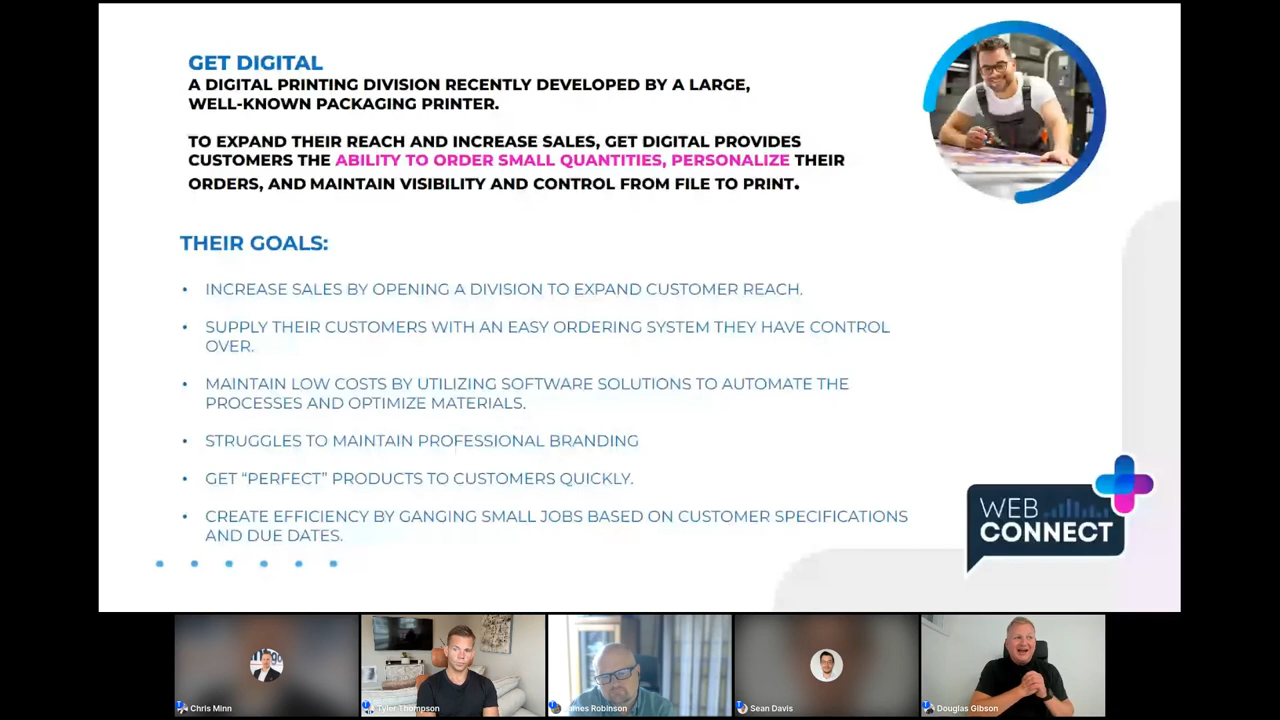 GET DIGITAL
A DIGITAL PRINTING DIVISION RECENTLY DEVELOPED BY A LARGE,
WELL-KNOWN PACKAGING PRINTER.
TO EXPAND THEIR REACH AND INCREASE SALES, GET DIGITAL PROVIDES
CUSTOMERS THE ABILITY TO ORDER SMALL QUANTITIES, PERSONALIZE THEIR
ORDERS, AND MAINTAIN VISIBILITY AND CONTROL FROM FILE TO PRINT.
THEIR GOALS:
• INCREASE SALES BY OPENING A DIVISION TO EXPAND CUSTOMER REACH.
• SUPPLY THEIR CUSTOMERS WITH AN EASY ORDERING SYSTEM THEY HAVE CONTROL
OVER.
• MAINTAIN LOW COSTS BY UTILIZING SOFTWARE SOLUTIONS TO AUTOMATE THE
PROCESSES AND OPTIMIZE MATERIALS.
• STRUGGLES TO MAINTAIN PROFESSIONAL BRANDING
• GET “PERFECT” PRODUCTS TO CUSTOMERS QUICKLY.
• CREATE EFFICIENCY BY GANGING SMALL JOBS BASED ON CUSTOMER SPECIFICATIONS
AND DUE DATES.
WEB
CONNECT
Chris Minn
Tyler Thompson
Robinson
Sean Davis
Douglas Gibson